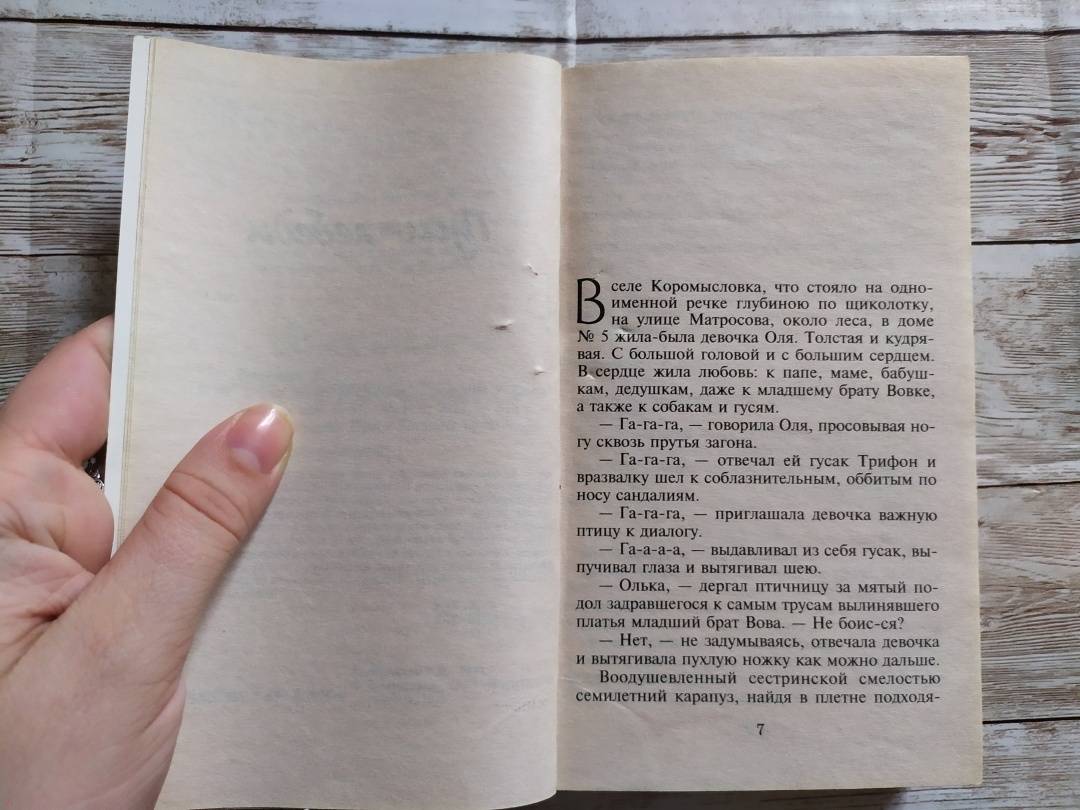 В селе Коромысловка, что стояло на одно-
именной речке глубиною по щиколотку,
на улице Матросова, около леса, в доме
№ 5 жила-была девочка Оля. Толстая и кудря-
вая. С большой головой и с большим сердцем.
В сердце жила любовь: к папе, маме, бабуш-
кам, дедушкам, даже к младшему брату Вовке,
а также к собакам и гусям.
— Га-га-га, — говорила Оля, просовывая но-
гу сквозь прутья загона.
— Га-га-га, — отвечал ей гусак Трифон и
вразвалку шел к соблазнительным, оббитым по
носу сандалиям.
— Га-га-га, — приглашала девочка важную
птицу к диалогу.
— Га-а-а-а, — выдавливал из себя гусак, вы-
пучивал глаза и вытягивал шею.
— Олька, — дергал птичницу за мятый по-
дол задравшегося к самым трусам вылинявшего
платья младший брат Вова. — Не боис-ся?
— Нет, — не задумываясь, отвечала девочка
и вытягивала пухлую ножку как можно дальше.
Воодушевленный сестринской смелостью
семилетний карапуз, найдя в плетне подходя-
7